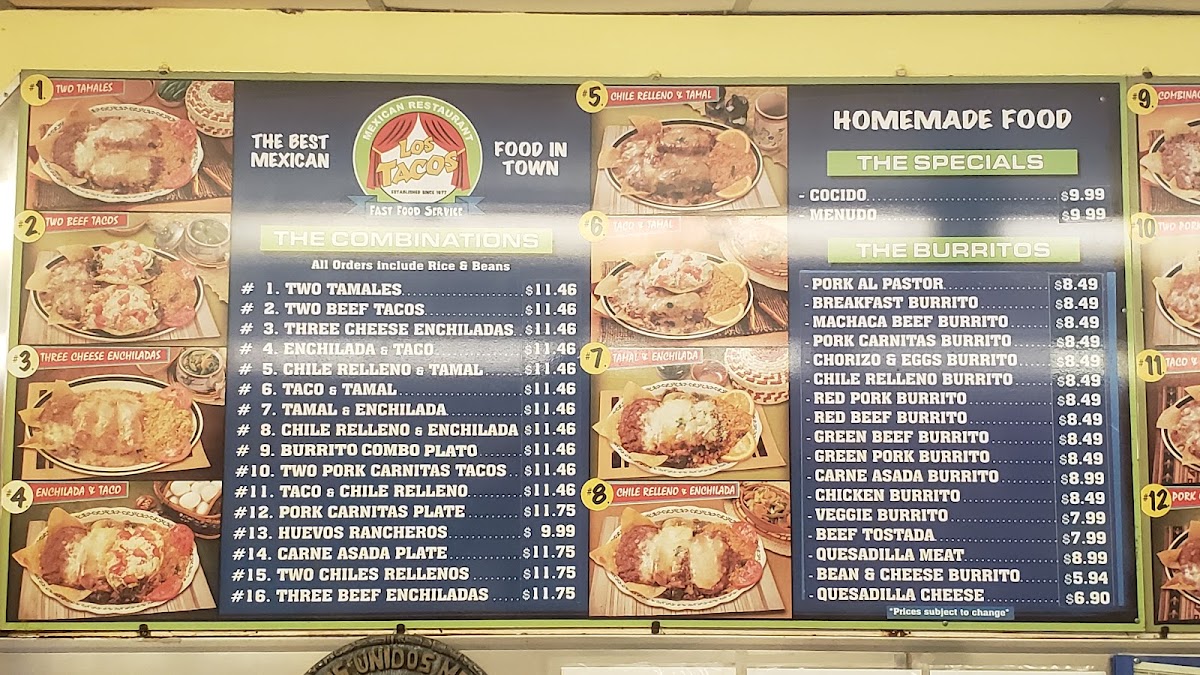 #1. TWO TAMALES
#2. TWO BEEF TACOS
#3. THREE CHEESE ENCHILADAS
#4. ENCHILADA & TACO
THE BEST
MEXICAN
MEXICAN RESTAURANT
LOS
TACOS
ESTABLISHED SINCE 1977
FAST FOOD SERVICE
FOOD IN
TOWN
THE COMBINATIONS
All Orders include Rice & Beans
# 1. TWO TAMALES $11.46
# 2. TWO BEEF TACOS $11.46
# 3. THREE CHEESE ENCHILADAS $11.46
# 4. ENCHILADA & TACO $11.46
# 5. CHILE RELLENO & TAMAL $11.46
# 6. TACO & TAMAL $11.46
# 7. TAMAL & ENCHILADA $11.46
# 8. CHILE RELLENO & ENCHILADA $11.46
# 9. BURRITO COMBO PLATO $11.46
#10. TWO PORK CARNITAS TACOS $11.46
#11. TACO & CHILE RELLENO $11.46
#12. PORK CARNITAS PLATE $11.75
#13. HUEVOS RANCHEROS $ 9.99
#14. CARNE ASADA PLATE $11.75
#15. TWO CHILES RELLENOS $11.75
#16. THREE BEEF ENCHILADAS $11.75
#5. CHILE RELLENO & TAMAL
#6. TACO & TAMAL
#7. TAMAL & ENCHILADA
#8. CHILE RELLENO & ENCHILADA
HOMEMADE FOOD
THE SPECIALS
- COCIDO $9.99
- MENUDO $9.99
THE BURRITOS
- PORK AL PASTOR $8.49
- BREAKFAST BURRITO $8.49
- MACHACA BEEF BURRITO $8.49
- PORK CARNITAS BURRITO $8.49
- CHORIZO & EGGS BURRITO $8.49
- CHILE RELLENO BURRITO $8.49
- RED PORK BURRITO $8.49
- RED BEEF BURRITO $8.49
- GREEN BEEF BURRITO $8.49
- GREEN PORK BURRITO $8.49
- CARNE ASADA BURRITO $8.99
- CHICKEN BURRITO $8.49
- VEGGIE BURRITO $7.99
- BEEF TOSTADA $7.99
- QUESADILLA MEAT $8.99
- BEAN & CHEESE BURRITO $5.94
- QUESADILLA CHEESE $6.90
"Prices subject to change"
#9. COMBINA
#10 TWO POR
#11 TACO &
#12 PORK
UNIDOS M